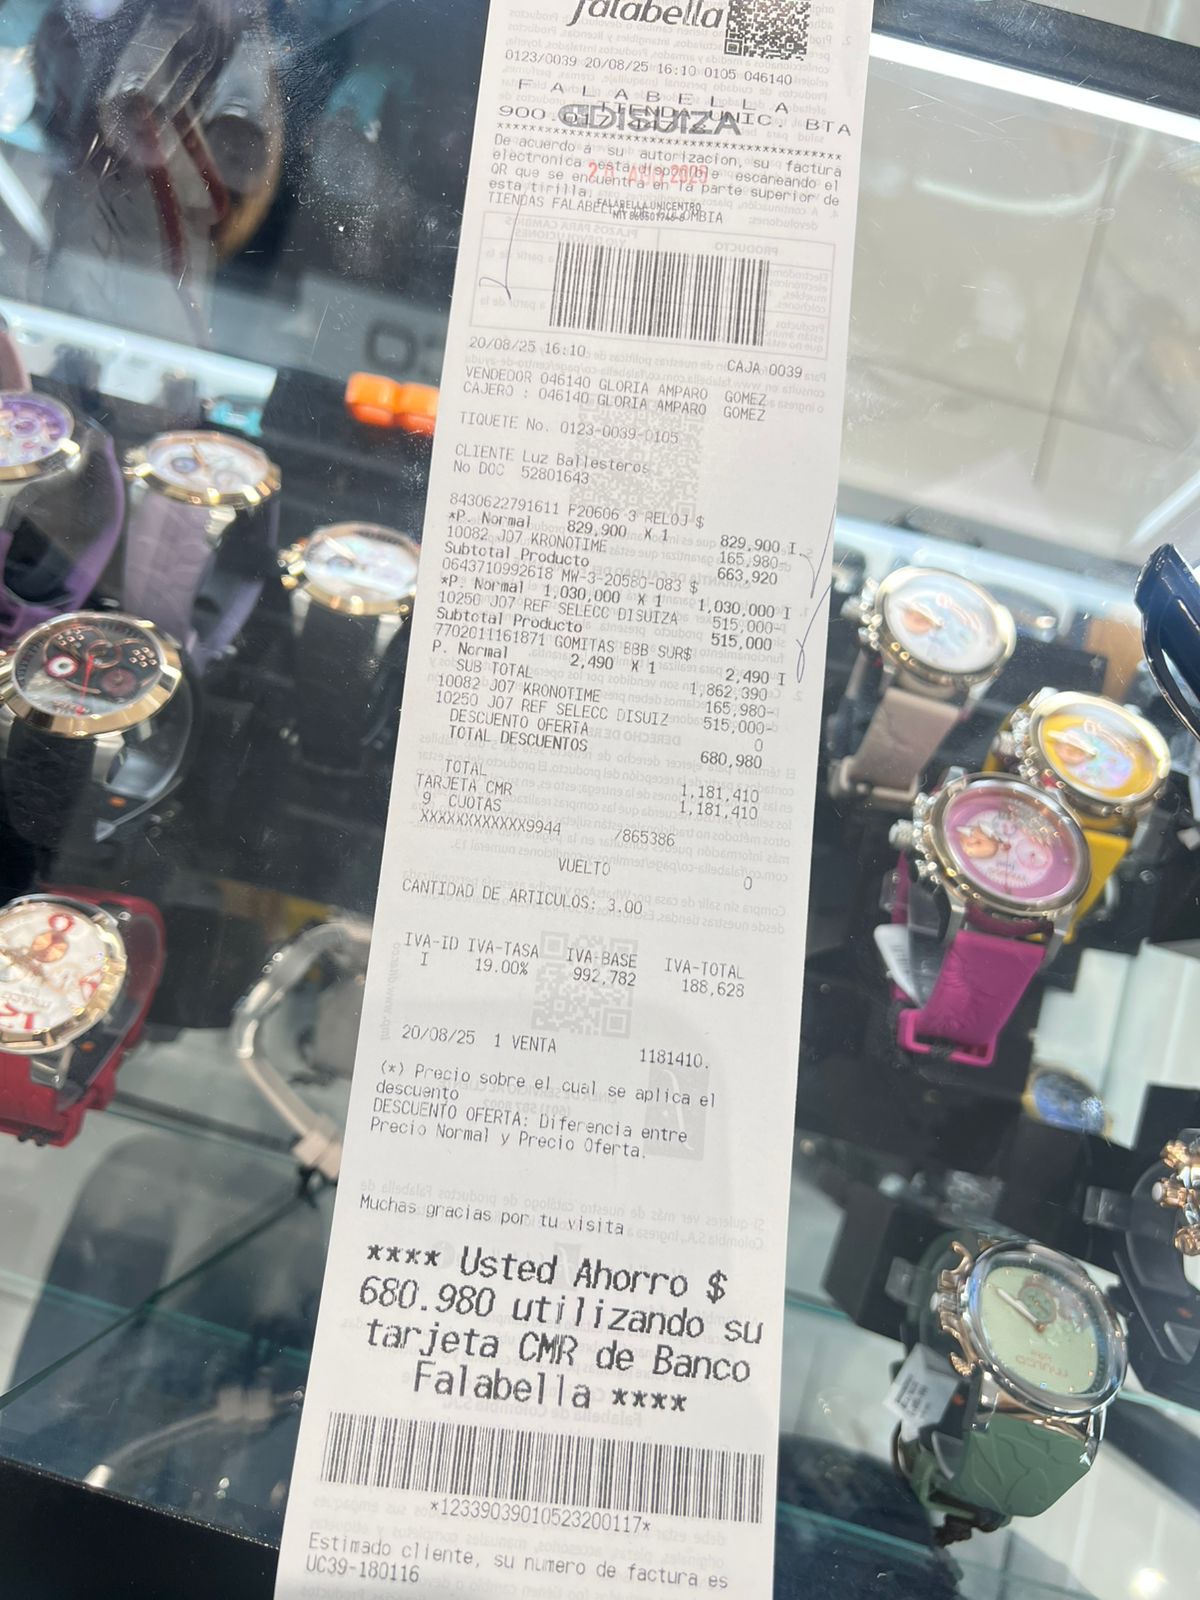 falabella
0123/0039 20/08/25 16:10 0105 046140
F A L A B E L L A
TIENDA UNIC. BTA
900
DISUIZA
De acuerdo a su autorizacion, su factura
electronica esta disponible escaneando el
QR que se encuentra en la parte superior de
esta tirilla.
TIENDAS FALABELLA DE COLOMBIA
20 AGO 2025
FALABELLA UNICENTRO
20/08/25 16:10
CAJA 0039
VENDEDOR 046140 GLORIA AMPARO GOMEZ
CAJERO : 046140 GLORIA AMPARO GOMEZ
TIQUETE No. 0123-0039-0105
CLIENTE Luz Ballesteros
No DOC 52801643
8430622791611 F20606 3 RELOJ $ 829,900 I
*P. Normal 829,900 X 1
10082 J07 KRONOTIME 165,980-
Subtotal Producto 663,920
0643710992618 MW-3-20580-083 $ 1,030,000 I
*P. Normal 1,030,000 X 1
10250 J07 REF SELECC DISUIZA 515,000-
Subtotal Producto 515,000
7702011161871 GOMITAS BBB SUR$ 2,490 I
P. Normal 2,490 X 1
SUB TOTAL 1,862,390
10082 J07 KRONOTIME 165,980-
10250 J07 REF SELECC DISUIZ 515,000-
DESCUENTO OFERTA 0
TOTAL DESCUENTOS 680,980
TOTAL 1,181,410
TARJETA CMR 1,181,410
9 CUOTAS
XXXXXXXXXXXX9944 /865386
VUELTO 0
CANTIDAD DE ARTICULOS: 3.00
IVA-ID IVA-TASA IVA-BASE IVA-TOTAL
I 19.00% 992,782 188,628
20/08/25 1 VENTA 1181410.
(*) Precio sobre el cual se aplica el
descuento
DESCUENTO OFERTA: Diferencia entre
Precio Normal y Precio Oferta.
Muchas gracias por tu visita
**** Usted Ahorro $
680.980 utilizando su
tarjeta CMR de Banco
Falabella ****
*12339039010523200117*
Estimado cliente, su numero de factura es
UC39-180116